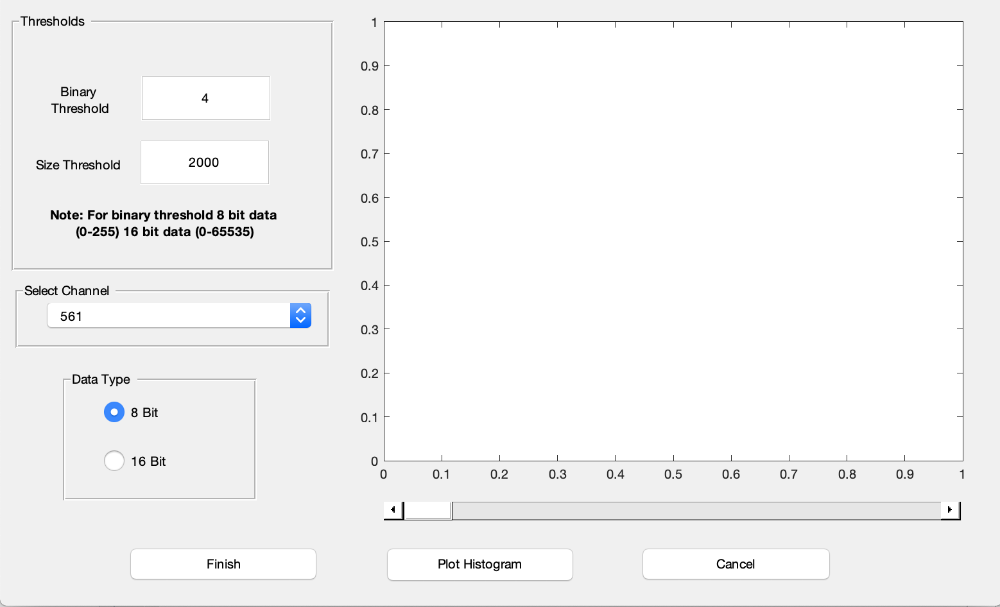 Thresholds
Binary
Threshold
4
Size Threshold
2000
Note: For binary threshold 8 bit data
(0-255) 16 bit data (0-65535)
Select Channel
561
Data Type
8 Bit
16 Bit
1
0.9
0.8
0.7
0.6
0.5
0.4
0.3
0.2
0.1
0
0 0.1 0.2 0.3 0.4 0.5 0.6 0.7 0.8 0.9 1
Finish
Plot Histogram
Cancel